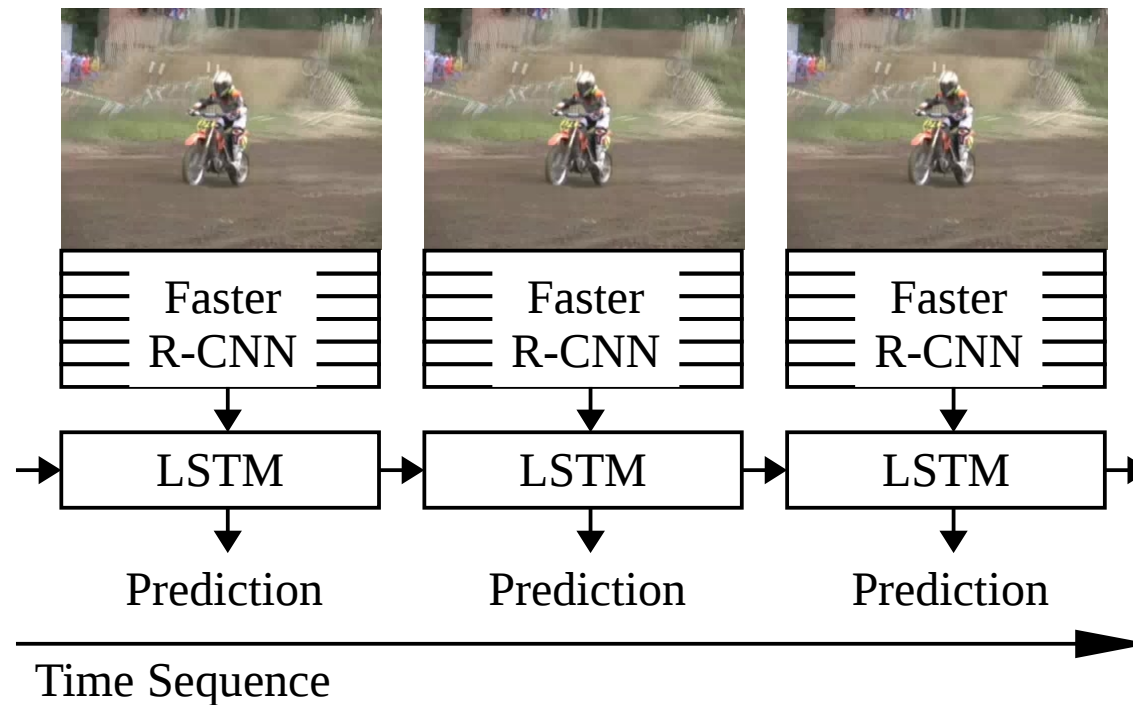 Faster
R-CNN
Faster
R-CNN
Faster
R-CNN
LSTM
LSTM
LSTM
Prediction
Prediction
Prediction
Time Sequence